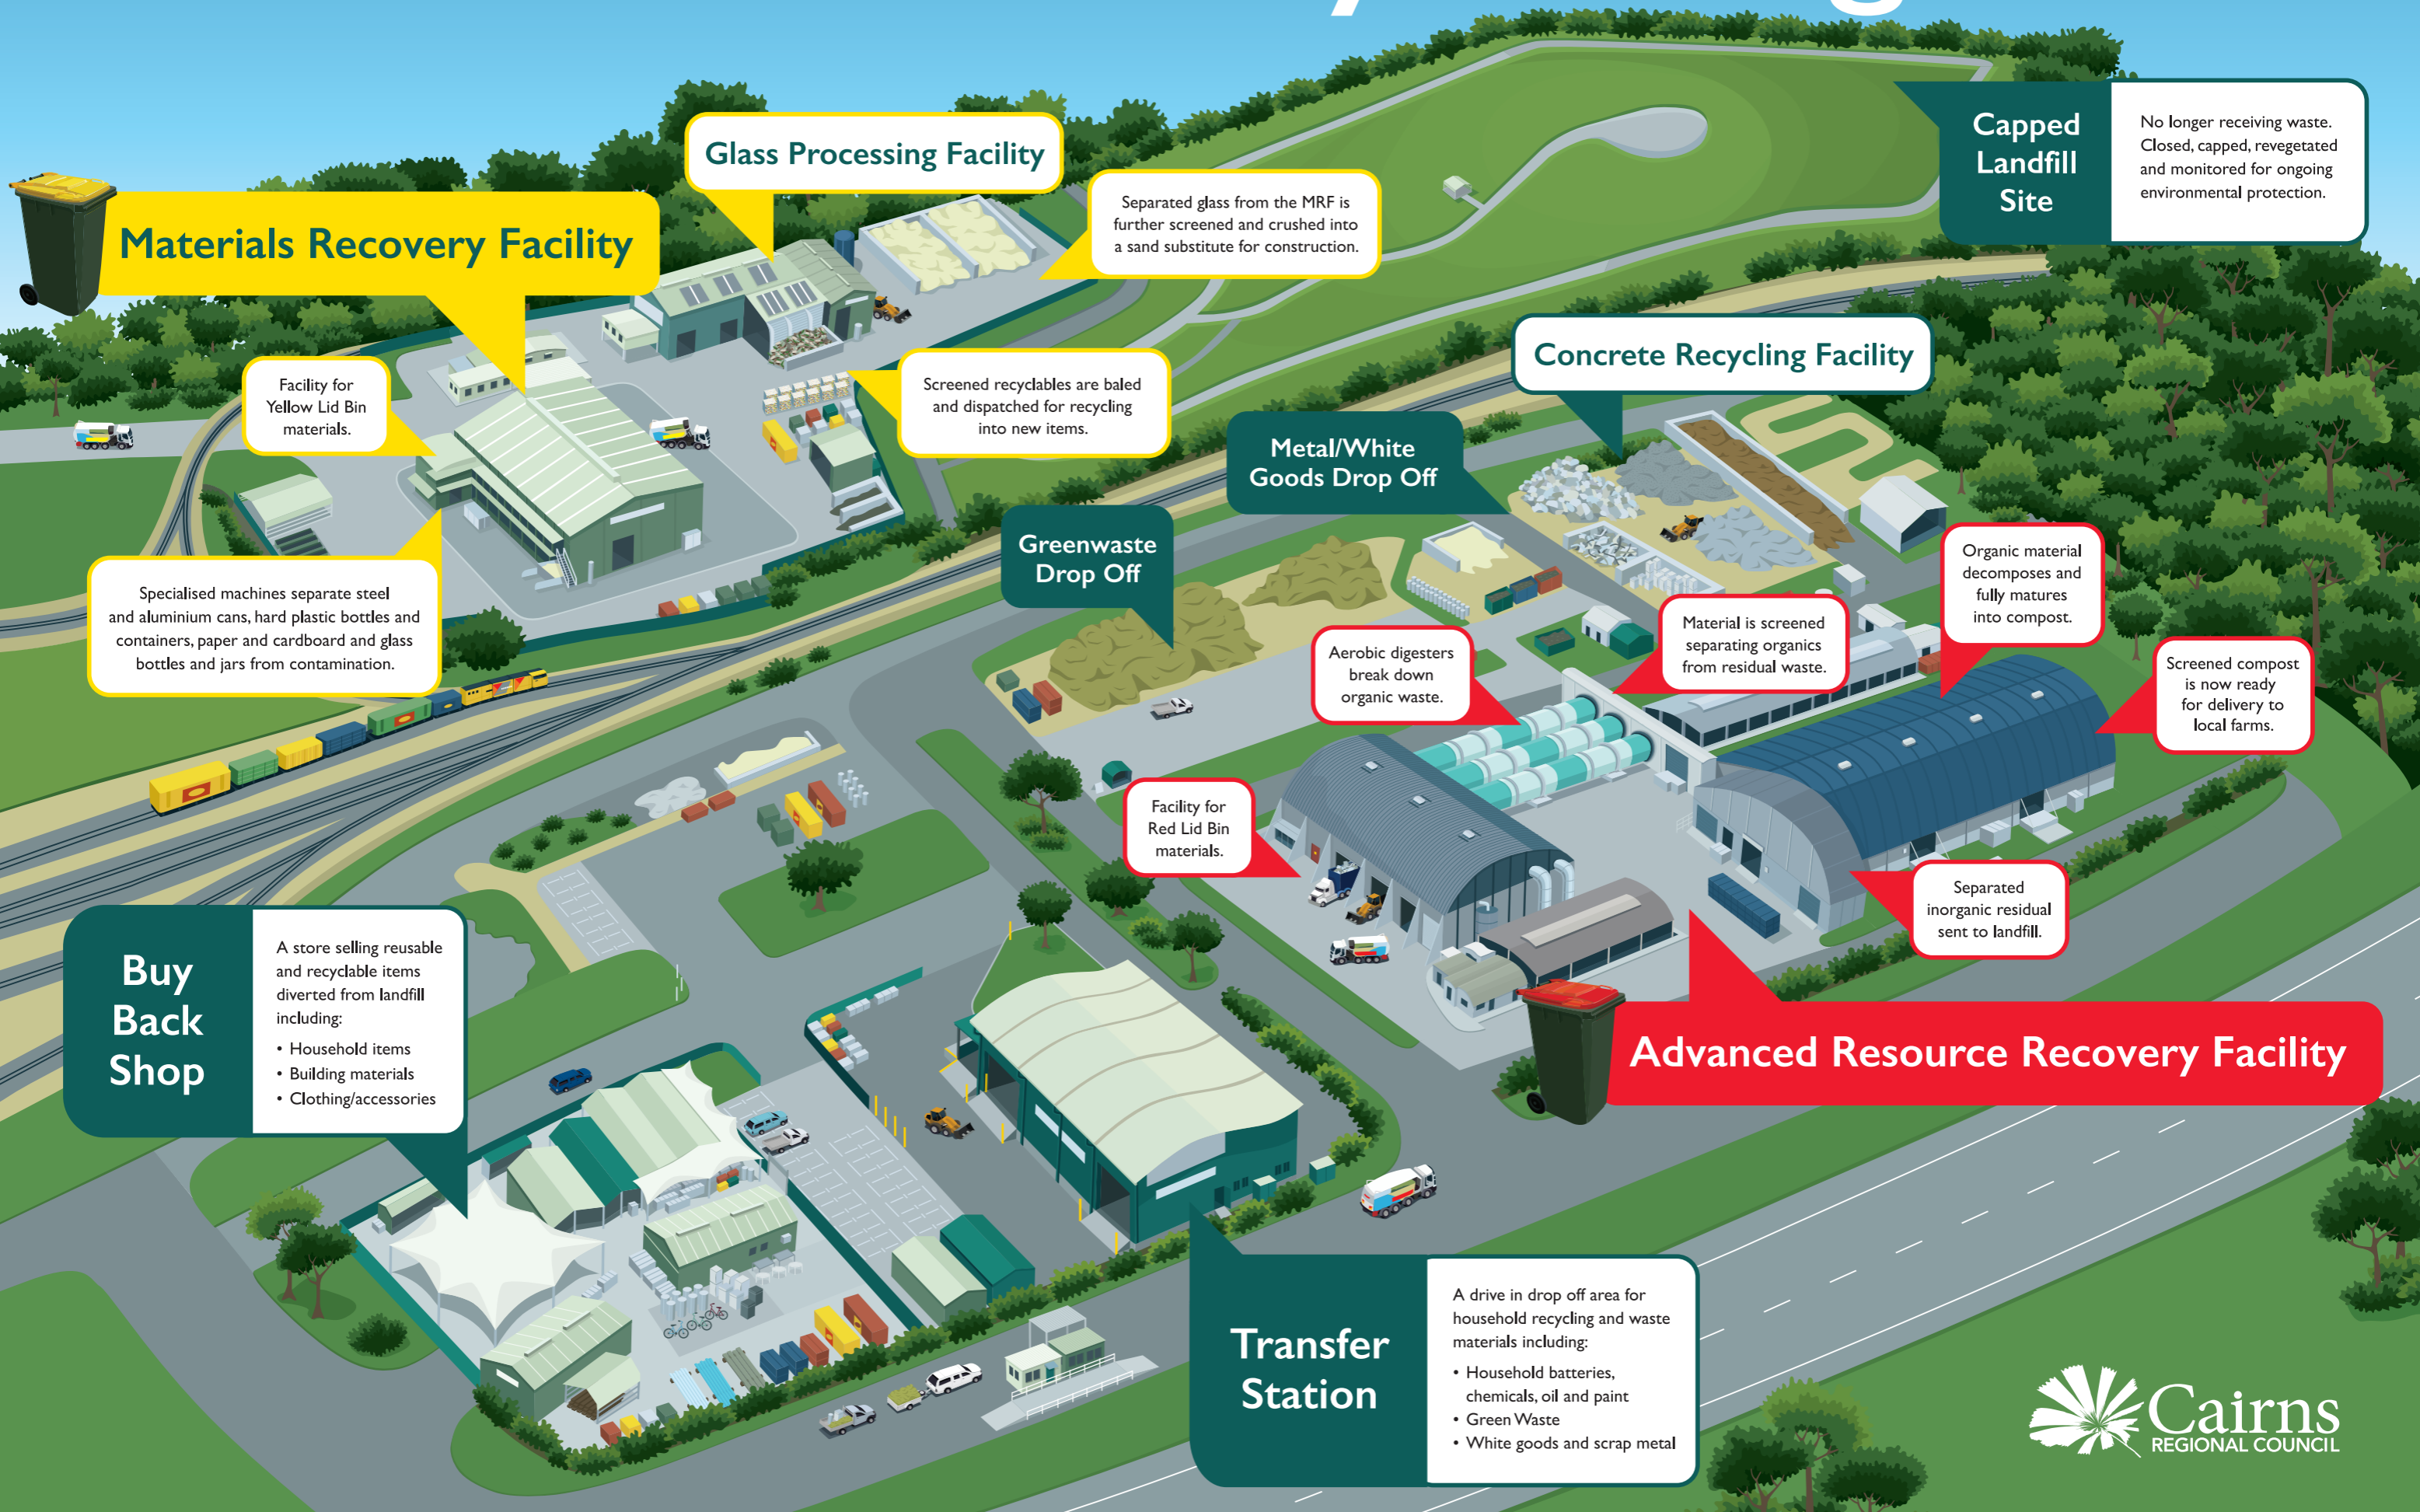 Glass Processing Facility
Separated glass from the MRF is
further screened and crushed into
a sand substitute for construction.
Capped
Landfill
Site
No longer receiving waste.
Closed, capped, revegetated
and monitored for ongoing
environmental protection.
Materials Recovery Facility
Facility for
Yellow Lid Bin
materials.
Screened recyclables are baled
and dispatched for recycling
into new items.
Specialised machines separate steel
and aluminium cans, hard plastic bottles and
containers, paper and cardboard and glass
bottles and jars from contamination.
Concrete Recycling Facility
Metal/White
Goods Drop Off
Greenwaste
Drop Off
Aerobic digesters
break down
organic waste.
Material is screened
separating organics
from residual waste.
Organic material
decomposes and
fully matures
into compost.
Screened compost
is now ready
for delivery to
local farms.
Facility for
Red Lid Bin
materials.
Separated
inorganic residual
sent to landfill.
Advanced Resource Recovery Facility
Buy
Back
Shop
A store selling reusable
and recyclable items
diverted from landfill
including:
• Household items
• Building materials
• Clothing/accessories
Transfer
Station
A drive in drop off area for
household recycling and waste
materials including:
• Household batteries,
chemicals, oil and paint
• Green Waste
• White goods and scrap metal
Cairns
REGIONAL COUNCIL